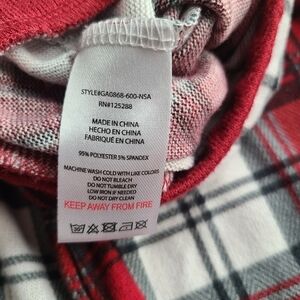 STYLE#GA0868-600-NSA
RN#125288
MADE IN CHINA
HECHO EN CHINA
FABRIQUÉ EN CHINA
95% POLYESTER 5% SPANDEX
MACHINE WASH COLD WITH LIKE COLORS
DO NOT BLEACH
DO NOT TUMBLE DRY
LOW IRON IF NEEDED
DO NOT DRY CLEAN
KEEP AWAY FROM FIRE